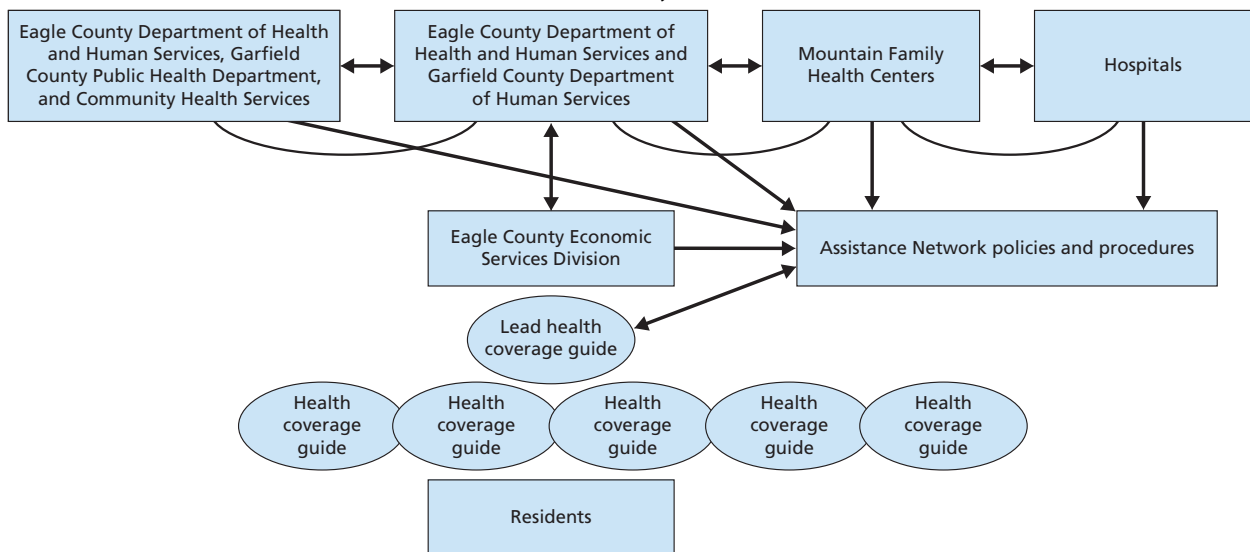 Eagle County Department of Health
and Human Services, Garfield
County Public Health Department,
and Community Health Services
Eagle County Department of
Health and Human Services and
Garfield County Department
of Human Services
Mountain Family
Health Centers
Hospitals
Eagle County Economic
Services Division
Assistance Network policies and procedures
Lead health
coverage guide
Health
coverage
guide
Health
coverage
guide
Health
coverage
guide
Health
coverage
guide
Health
coverage
guide
Residents